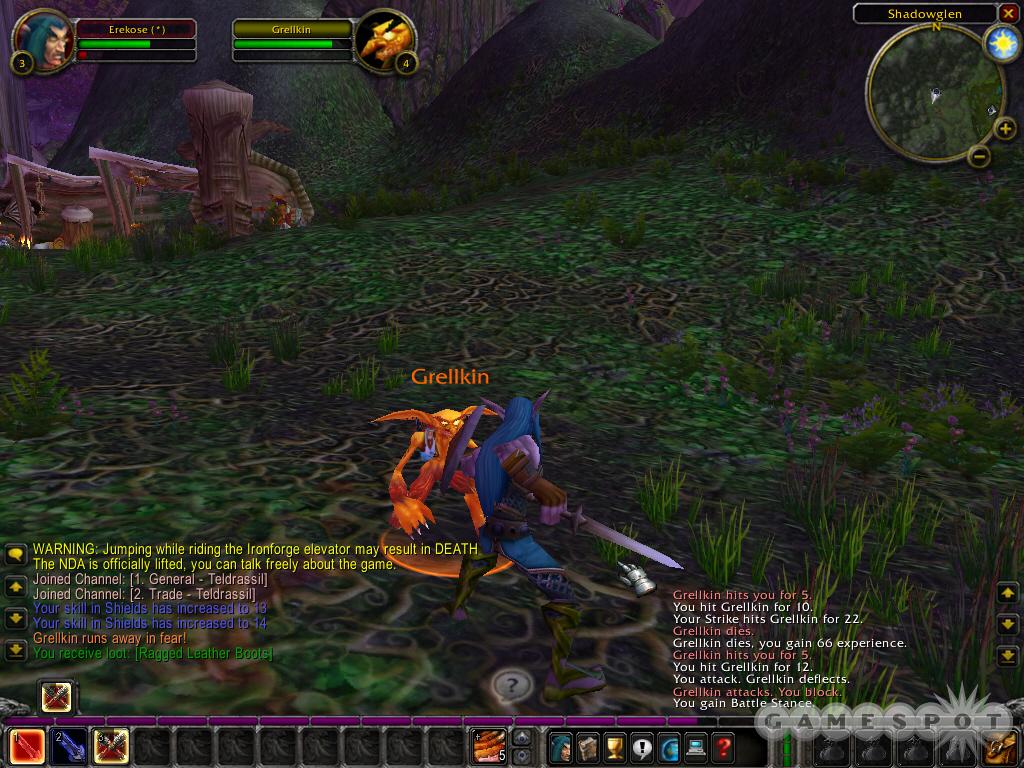 Erekose (*)
3
Grellkin
4
Shadowglen
N
Grellkin
WARNING: Jumping while riding the Ironforge elevator may result in DEATH.
The NDA is officially lifted, you can talk freely about the game.
Joined Channel: [1. General - Teldrassil]
Joined Channel: [2. Trade - Teldrassil]
Your skill in Shields has increased to 13
Your skill in Shields has increased to 14
Grellkin runs away in fear!
You receive loot: [Ragged Leather Boots]
Grellkin hits you for 5.
You hit Grellkin for 10.
Your Strike hits Grellkin for 22.
Grellkin dies.
Grellkin dies, you gain 66 experience.
Grellkin hits you for 5.
You hit Grellkin for 12.
You attack. Grellkin deflects.
Grellkin attacks. You block.
You gain Battle Stance.
?
GAMESPOT
1
2
3
5
!
?